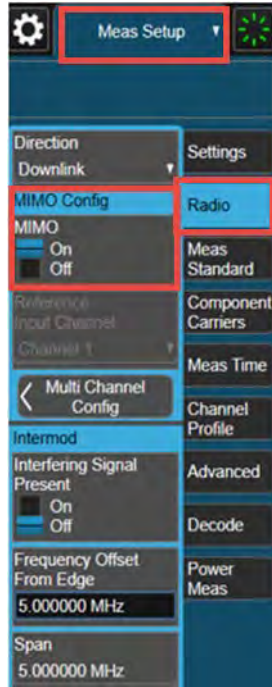 Meas Setup
Direction
Downlink
MIMO Config
MIMO
On
Off
Reference
Input Channel
Channel 1
Multi Channel
Config
Intermod
Interfering Signal
Present
On
Off
Frequency Offset
From Edge
5.000000 MHz
Span
5.000000 MHz
Settings
Radio
Meas
Standard
Component
Carriers
Meas Time
Channel
Profile
Advanced
Decode
Power
Meas